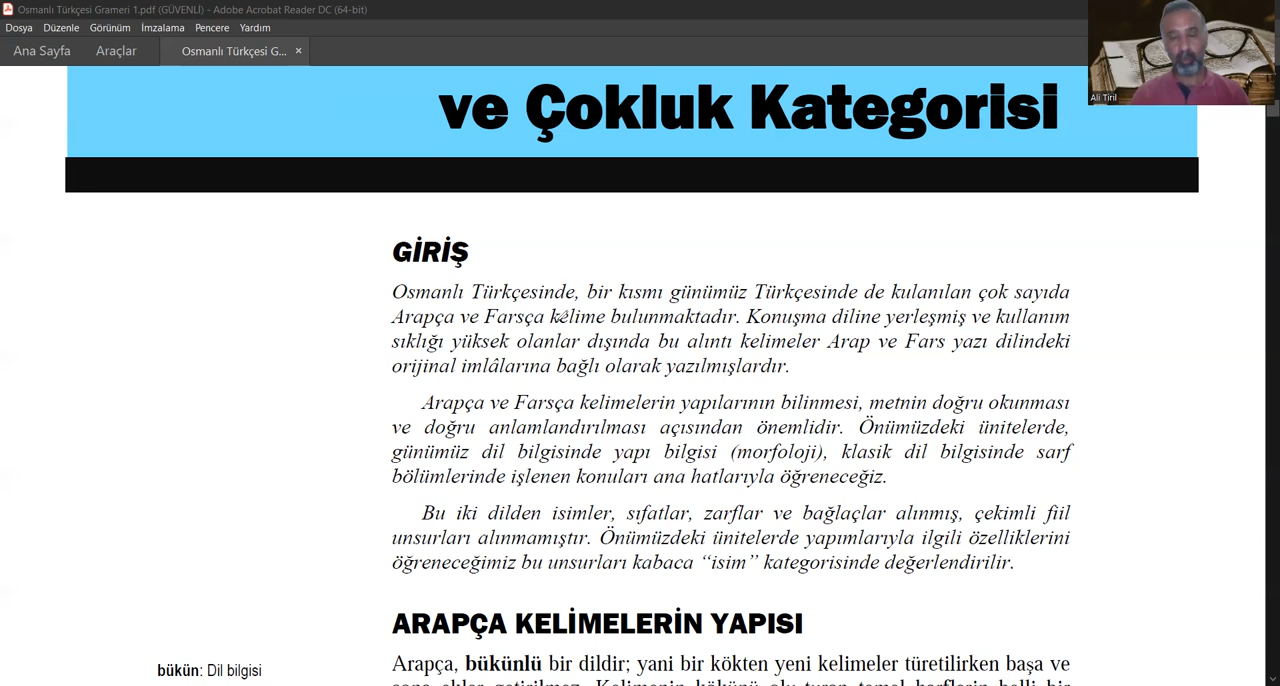 Osmanlı Türkçesi Grameri 1.pdf (GÜVENLİ) - Adobe Acrobat Reader DC (64-bit)
Dosya Düzenle Görünüm İmzalama Pencere Yardım
Ana Sayfa Araçlar Osmanlı Türkçesi G... ×
Ali Tiril
ve Çokluk Kategorisi
GİRİŞ
Osmanlı Türkçesinde, bir kısmı günümüz Türkçesinde de kulanılan çok sayıda
Arapça ve Farsça kelime bulunmaktadır. Konuşma diline yerleşmiş ve kullanım
sıklığı yüksek olanlar dışında bu alıntı kelimeler Arap ve Fars yazı dilindeki
orijinal imlâlarına bağlı olarak yazılmışlardır.
Arapça ve Farsça kelimelerin yapılarının bilinmesi, metnin doğru okunması
ve doğru anlamlandırılması açısından önemlidir. Önümüzdeki ünitelerde,
günümüz dil bilgisinde yapı bilgisi (morfoloji), klasik dil bilgisinde sarf
bölümlerinde işlenen konuları ana hatlarıyla öğreneceğiz.
Bu iki dilden isimler, sıfatlar, zarflar ve bağlaçlar alınmış, çekimli fiil
unsurları alınmamıştır. Önümüzdeki ünitelerde yapımlarıyla ilgili özelliklerini
öğreneceğimiz bu unsurları kabaca “isim” kategorisinde değerlendirilir.
ARAPÇA KELİMELERİN YAPISI
bükün: Dil bilgisi
Arapça, bükünlü bir dildir; yani bir kökten yeni kelimeler türetilirken başa ve